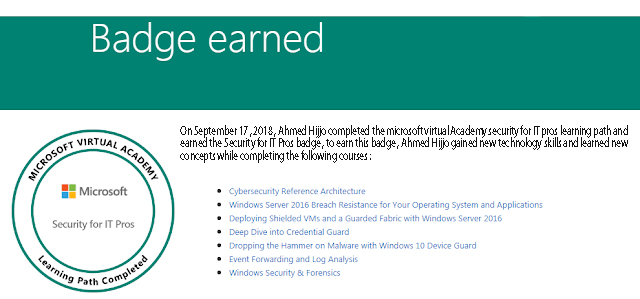 Badge earned
On September 17, 2018, Ahmed Hijjo completed the microsoft virtual Academy security for IT pros learning path and
earned the Security for IT Pros badge, to earn this badge, Ahmed Hijjo gained new technology skills and learned new
concepts while completing the following courses :
MICROSOFT VIRTUAL ACADEMY
Microsoft
Security for IT Pros
Learning Path Completed
Cybersecurity Reference Architecture
Windows Server 2016 Breach Resistance for Your Operating System and Applications
Deploying Shielded VMs and a Guarded Fabric with Windows Server 2016
Deep Dive into Credential Guard
Dropping the Hammer on Malware with Windows 10 Device Guard
Event Forwarding and Log Analysis
Windows Security & Forensics